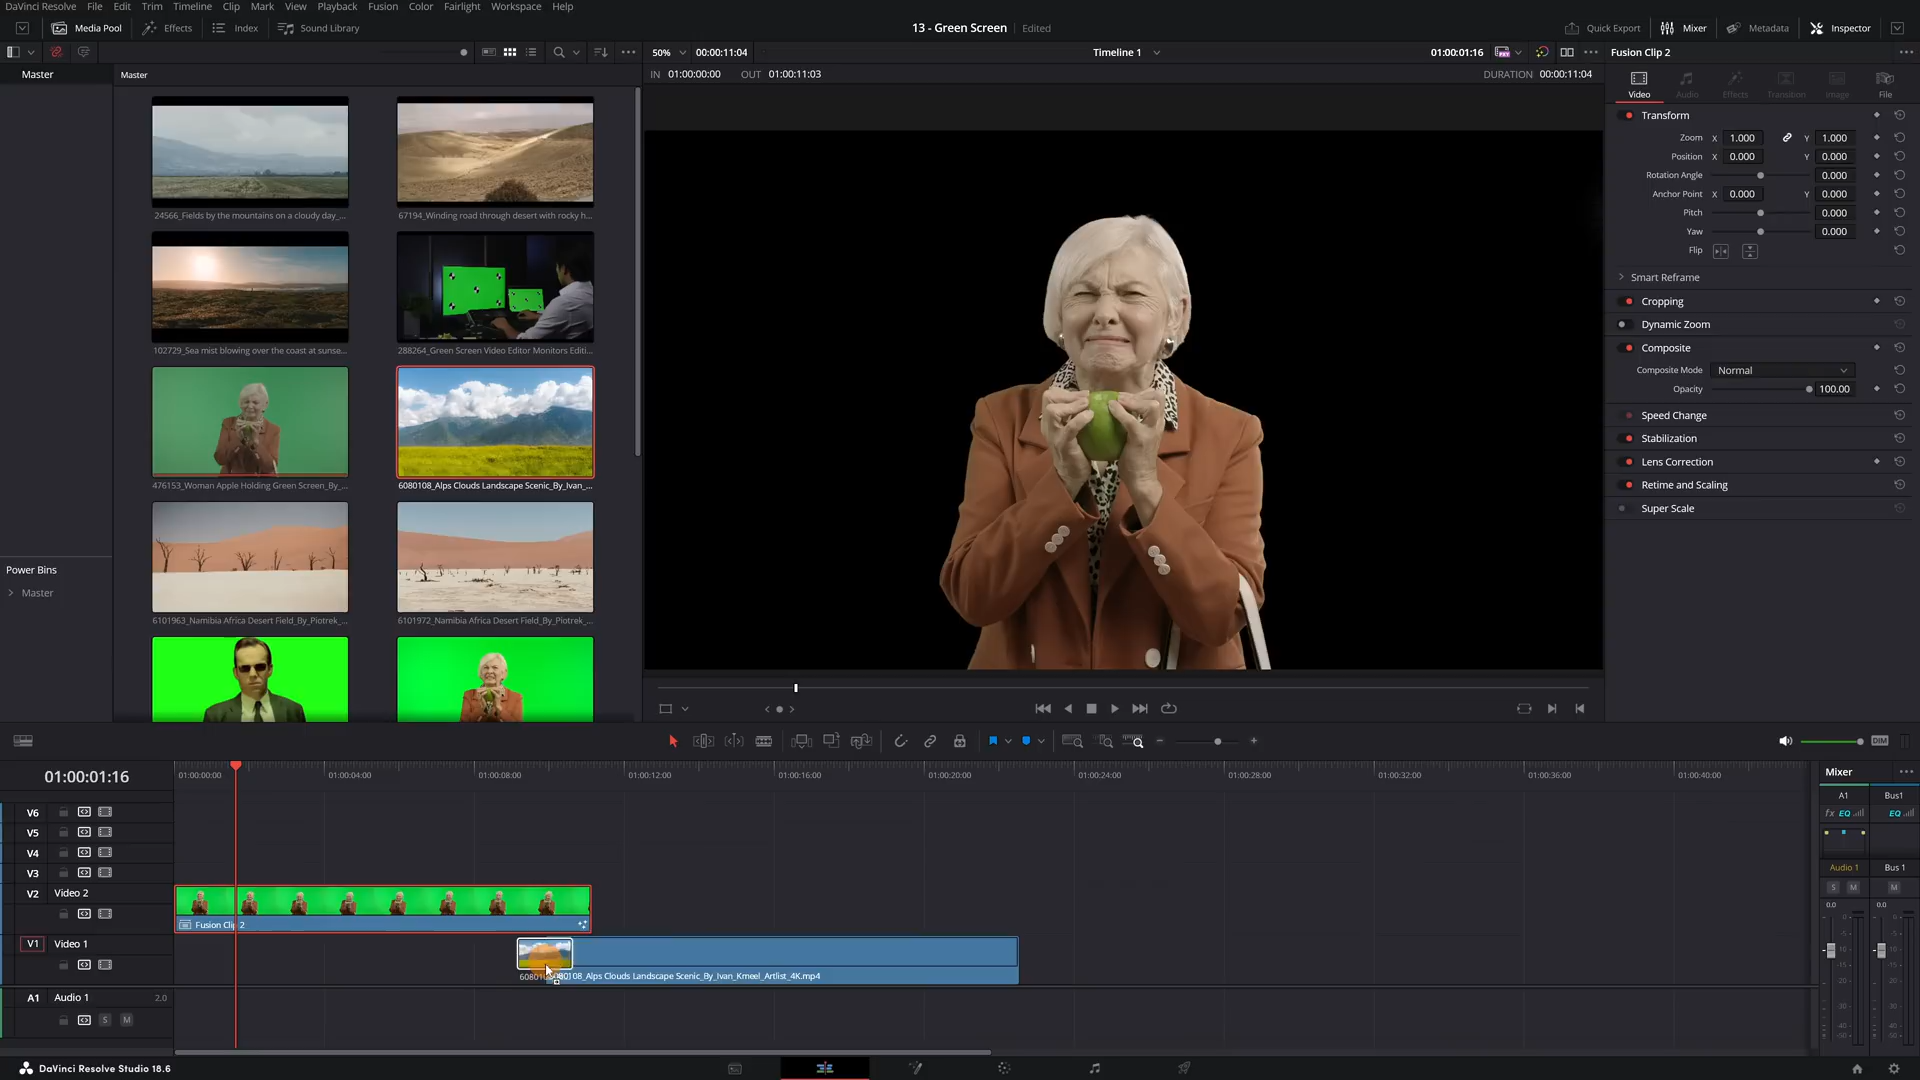 DaVinci Resolve File Edit Trim Timeline Clip Mark View Playback Fusion Color Fairlight Workspace Help
Media Pool Effects Index Sound Library 13 - Green Screen Edited Quick Export Mixer Metadata Inspector
50% 00:00:11:04 Timeline 1 01:00:01:16 Fusion Clip 2
Master Master IN 01:00:00:00 OUT 01:00:11:03 DURATION 00:00:11:04
Video Audio Effects Transition Image File
Transform
Zoom X 1.000 Y 1.000
Position X 0.000 Y 0.000
Rotation Angle 0.000
Anchor Point X 0.000 Y 0.000
Pitch 0.000
Yaw 0.000
Flip
Smart Reframe
Cropping
Dynamic Zoom
Composite
Composite Mode Normal
Opacity 100.00
Speed Change
Stabilization
Lens Correction
Retime and Scaling
Super Scale
24566_Fields by the mountains on a cloudy day_... 67194_Winding road through desert with rocky h...
102729_Sea mist blowing over the coast at sunse... 288264_Green Screen Video Editor Monitors Editi...
476153_Woman Apple Holding Green Screen_By_... 6080108_Alps Clouds Landscape Scenic_By_Ivan_...
6101963_Namibia Africa Desert Field_By_Piotrek_... 6101972_Namibia Africa Desert Field_By_Piotrek_...
Power Bins
Master
DIM
01:00:01:16 01:00:00:00 01:00:04:00 01:00:08:00 01:00:12:00 01:00:16:00 01:00:20:00 01:00:24:00 01:00:28:00 01:00:32:00 01:00:36:00 01:00:40:00
Mixer
A1 Bus1
fx EQ EQ
Audio 1 Bus 1
S M M
0.0 0.0
V6
V5
V4
V3
V2 Video 2
Fusion Clip 2
V1 Video 1
108_Alps Clouds Landscape Scenic_By_Ivan_Kmeel_Artlist_4K.mp4
A1 Audio 1 2.0
S M
DaVinci Resolve Studio 18.6